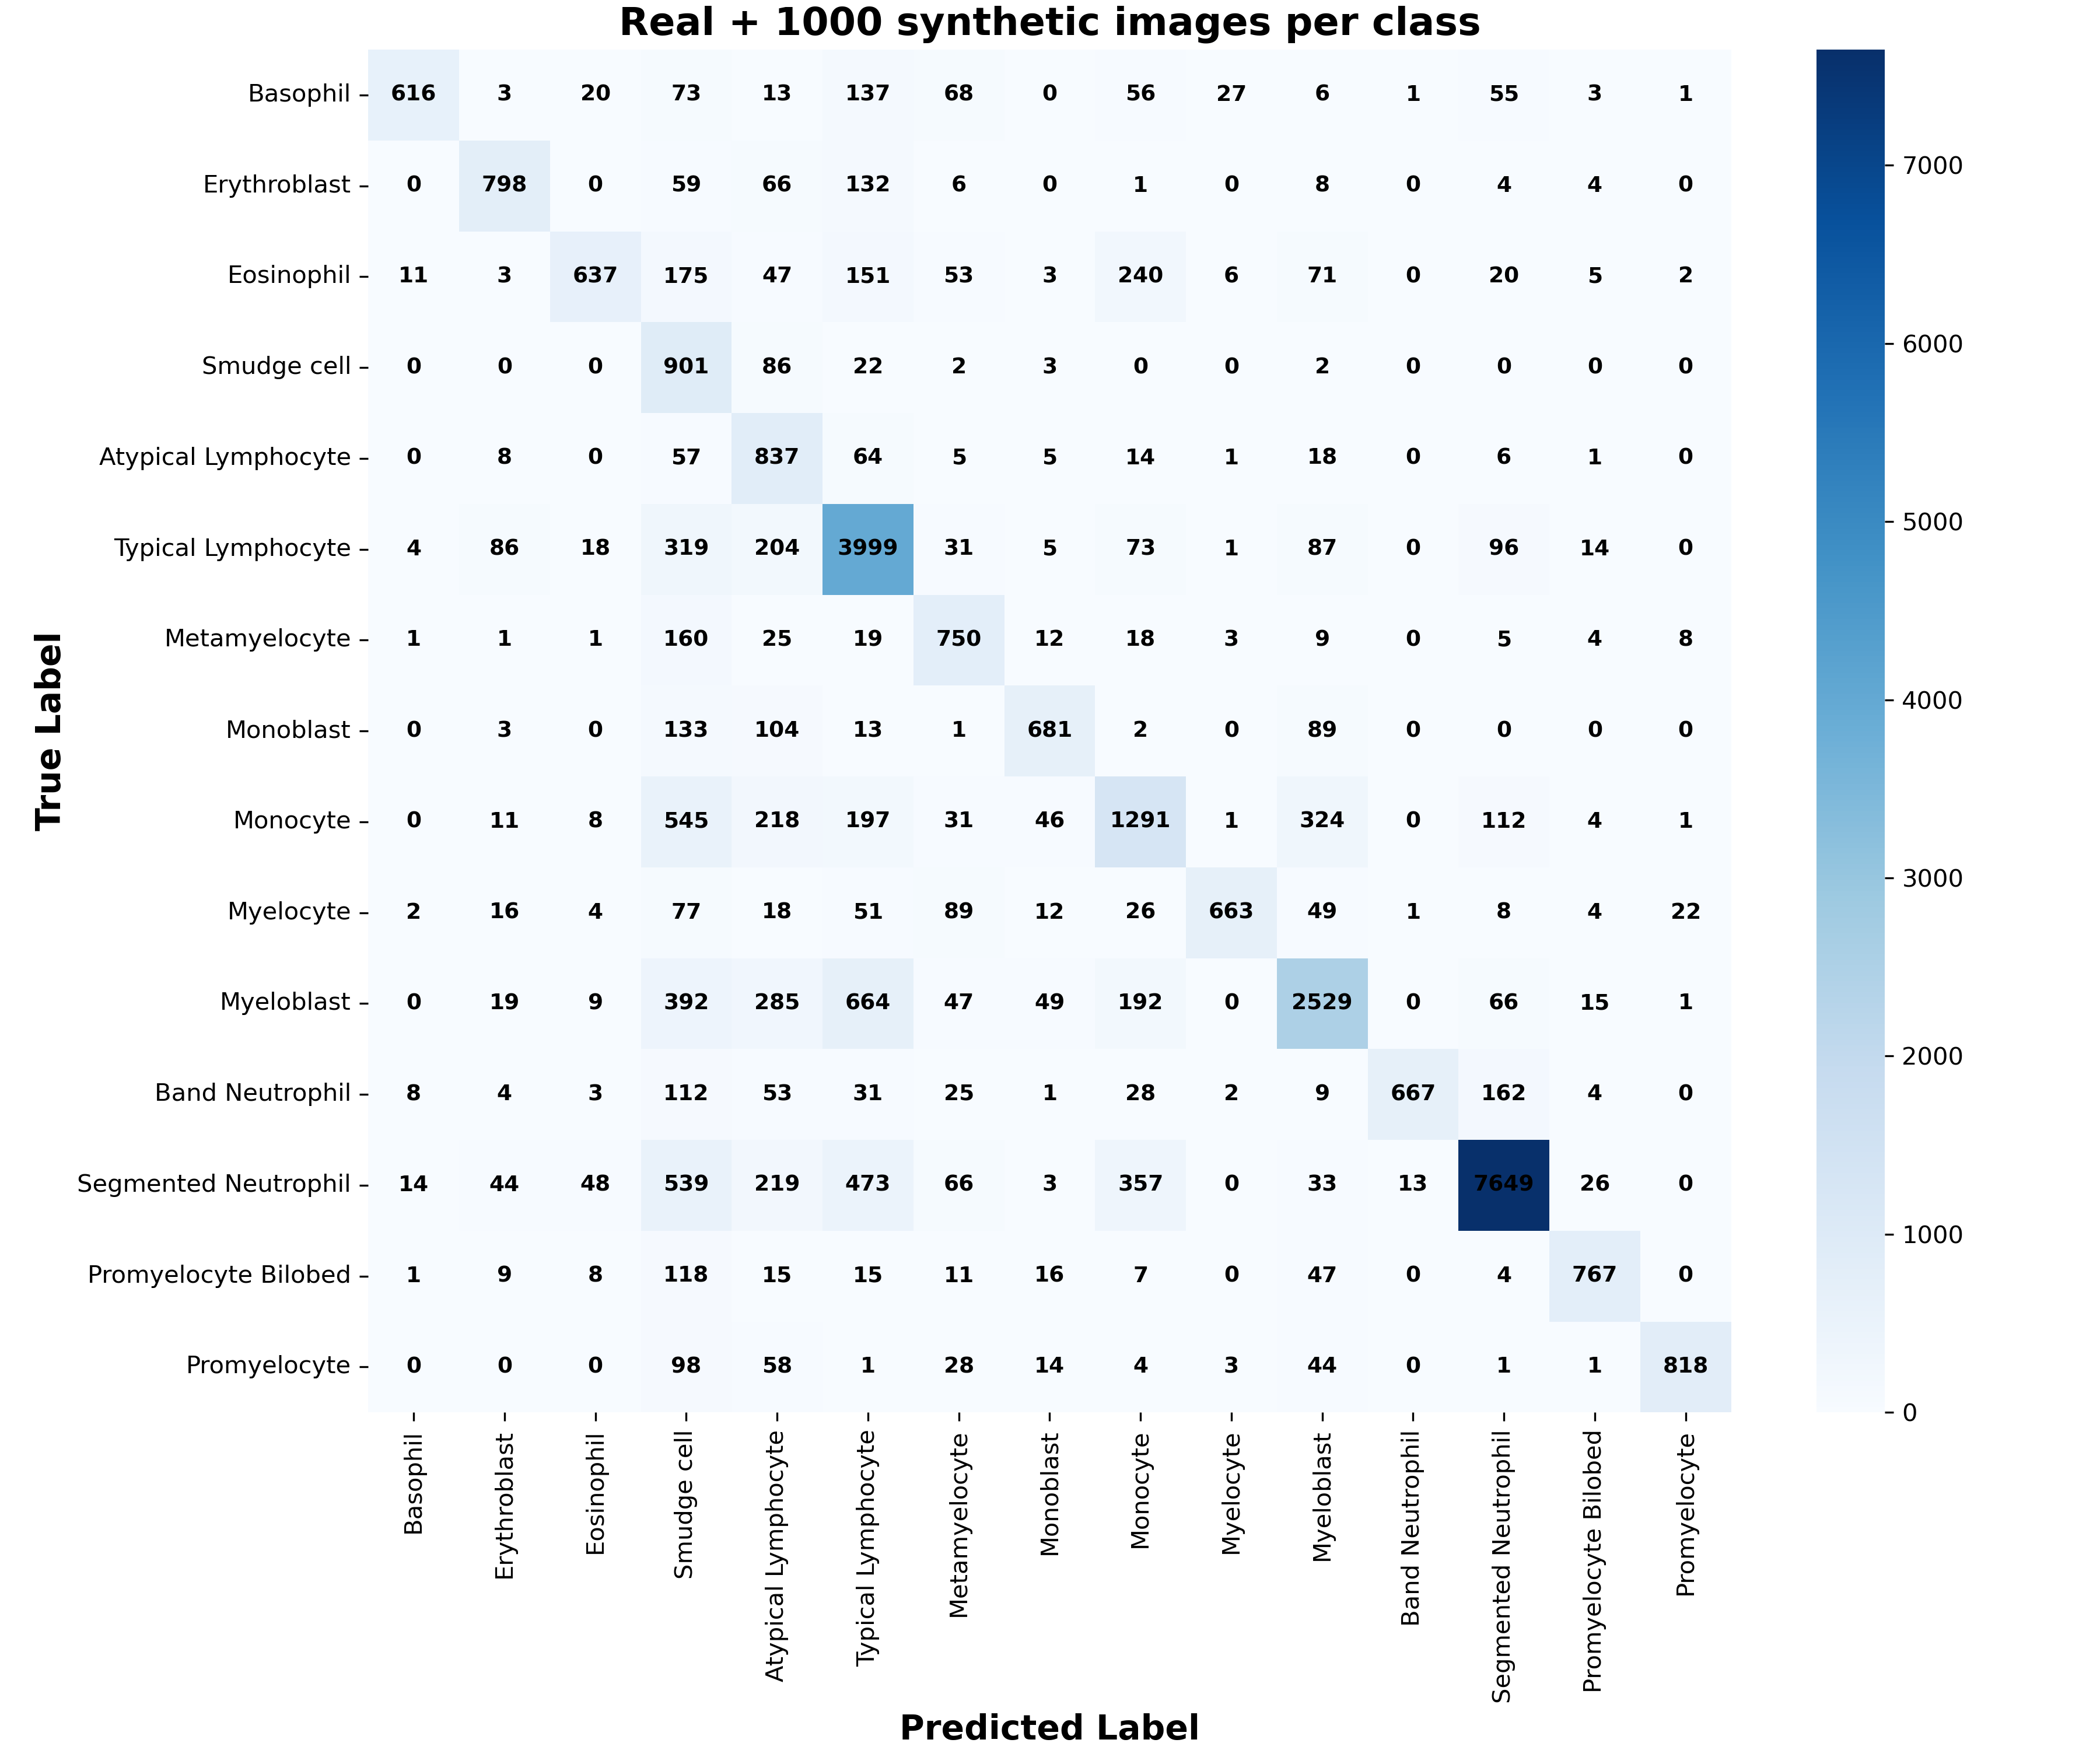 Real + 1000 synthetic images per class
True Label
Basophil 616 3 20 73 13 137 68 0 56 27 6 1 55 3 1
Erythroblast 0 798 0 59 66 132 6 0 1 0 8 0 4 4 0
Eosinophil 11 3 637 175 47 151 53 3 240 6 71 0 20 5 2
Smudge cell 0 0 0 901 86 22 2 3 0 0 2 0 0 0 0
Atypical Lymphocyte 0 8 0 57 837 64 5 5 14 1 18 0 6 1 0
Typical Lymphocyte 4 86 18 319 204 3999 31 5 73 1 87 0 96 14 0
Metamyelocyte 1 1 1 160 25 19 750 12 18 3 9 0 5 4 8
Monoblast 0 3 0 133 104 13 1 681 2 0 89 0 0 0 0
Monocyte 0 11 8 545 218 197 31 46 1291 1 324 0 112 4 1
Myelocyte 2 16 4 77 18 51 89 12 26 663 49 1 8 4 22
Myeloblast 0 19 9 392 285 664 47 49 192 0 2529 0 66 15 1
Band Neutrophil 8 4 3 112 53 31 25 1 28 2 9 667 162 4 0
Segmented Neutrophil 14 44 48 539 219 473 66 3 357 0 33 13 7649 26 0
Promyelocyte Bilobed 1 9 8 118 15 15 11 16 7 0 47 0 4 767 0
Promyelocyte 0 0 0 98 58 1 28 14 4 3 44 0 1 1 818
Basophil
Erythroblast
Eosinophil
Smudge cell
Atypical Lymphocyte
Typical Lymphocyte
Metamyelocyte
Monoblast
Monocyte
Myelocyte
Myeloblast
Band Neutrophil
Segmented Neutrophil
Promyelocyte Bilobed
Promyelocyte
Predicted Label
7000
6000
5000
4000
3000
2000
1000
0